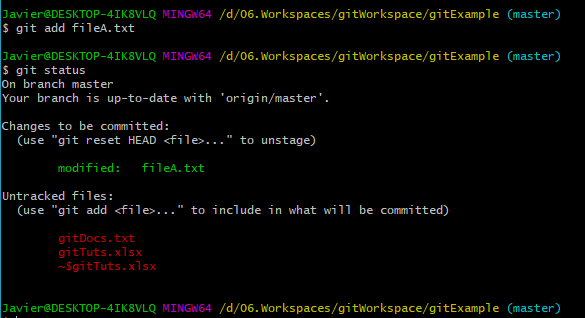 Javier@DESKTOP-4IK8VLQ MINGW64 /d/06.Workspaces/gitWorkspace/gitExample (master)
$ git add fileA.txt
Javier@DESKTOP-4IK8VLQ MINGW64 /d/06.Workspaces/gitWorkspace/gitExample (master)
$ git status
On branch master
Your branch is up-to-date with 'origin/master'.
Changes to be committed:
  (use "git reset HEAD <file>..." to unstage)
        modified:   fileA.txt
Untracked files:
  (use "git add <file>..." to include in what will be committed)
        gitDocs.txt
        gitTuts.xlsx
        ~$gitTuts.xlsx
Javier@DESKTOP-4IK8VLQ MINGW64 /d/06.Workspaces/gitWorkspace/gitExample (master)